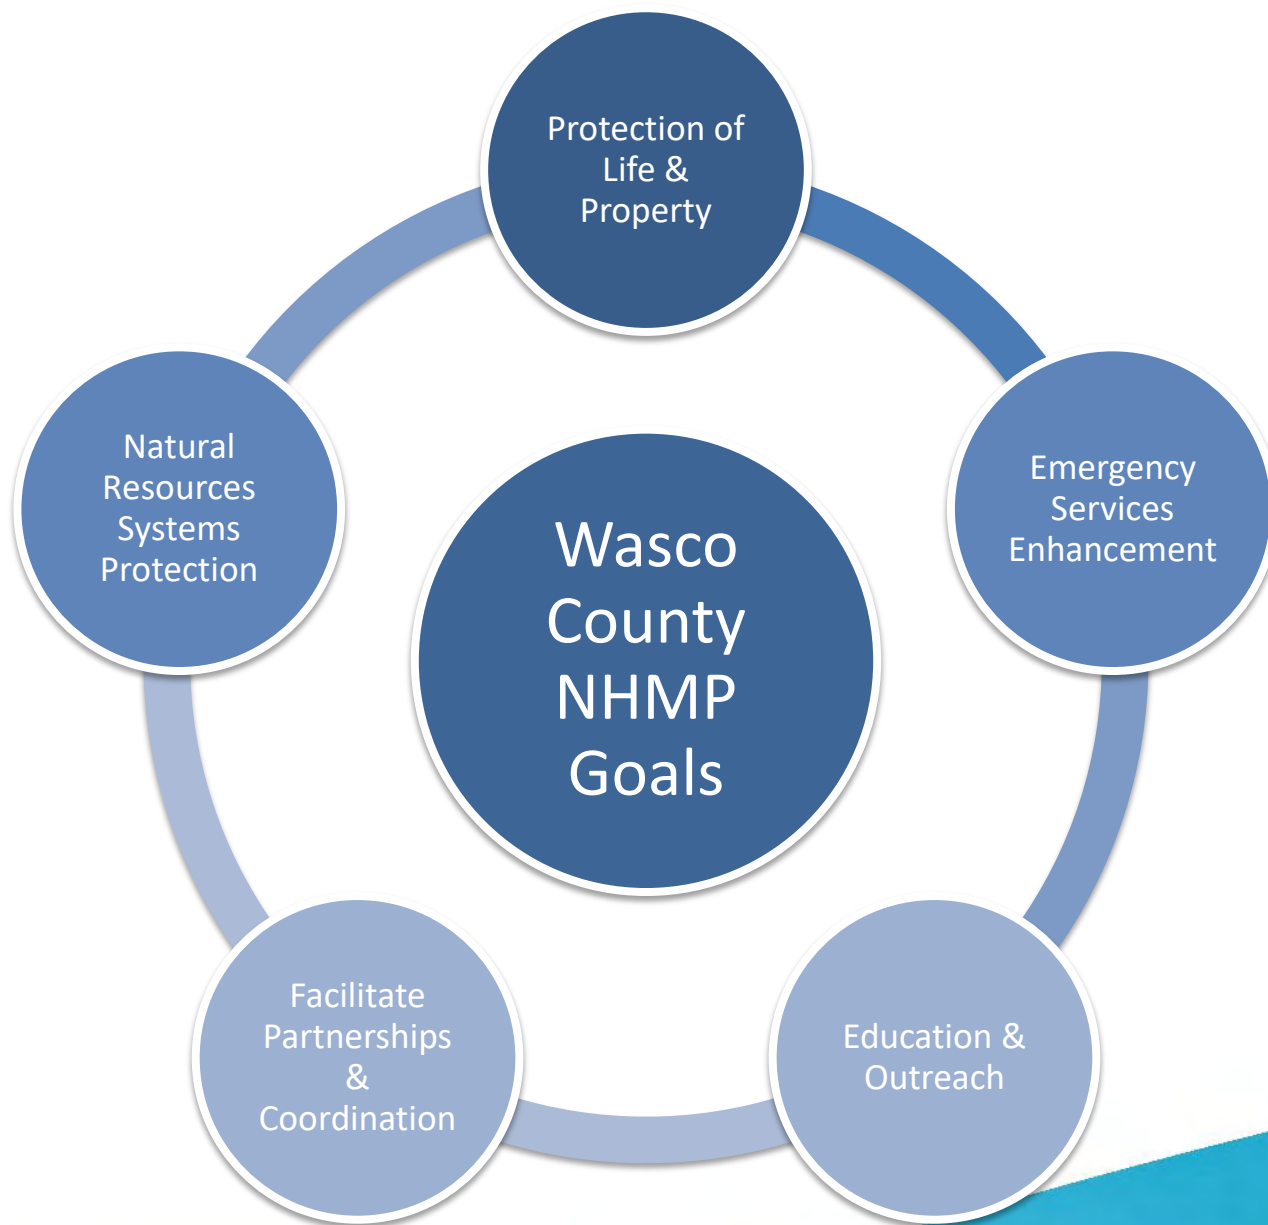 Protection of
Life &
Property
Emergency
Services
Enhancement
Education &
Outreach
Facilitate
Partnerships
&
Coordination
Natural
Resources
Systems
Protection
Wasco
County
NHMP
Goals